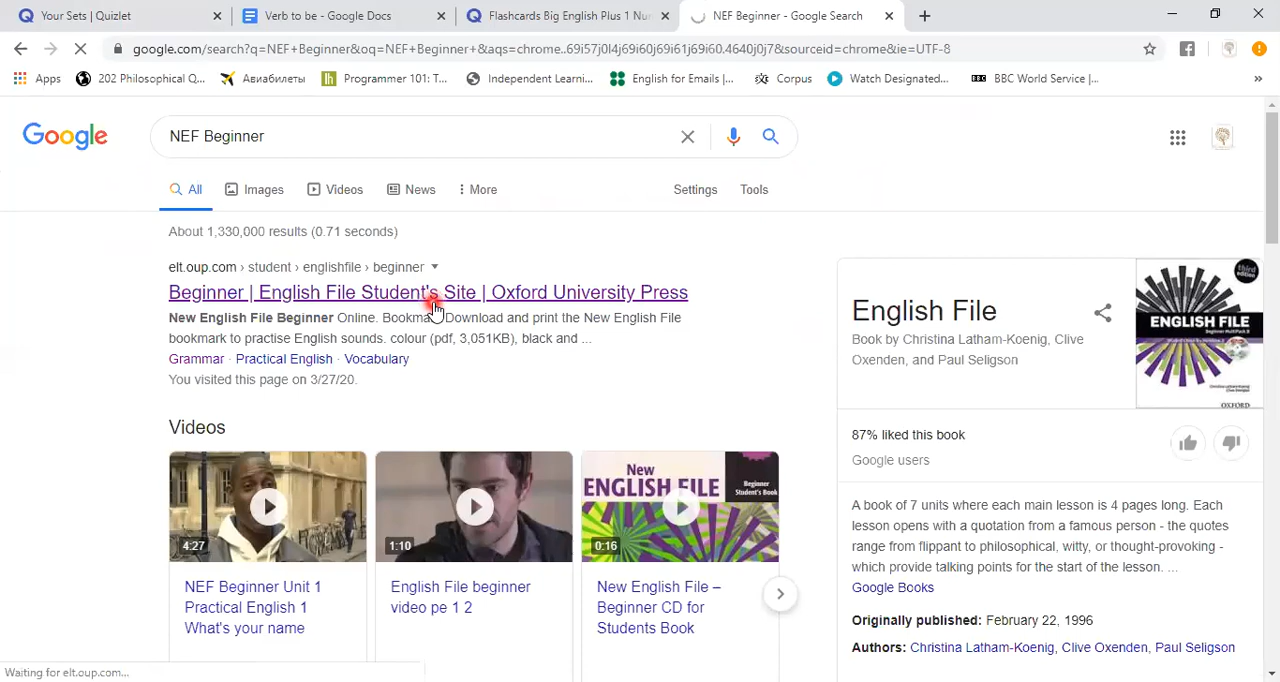 Your Sets | Quizlet
Verb to be - Google Docs
Flashcards Big English Plus 1 Nu
NEF Beginner - Google Search
google.com/search?q=NEF+Beginner&oq=NEF+Beginner+&aqs=chrome..69i57j0l4j69i60j69i61j69i60.4640j0j7&sourceid=chrome&ie=UTF-8
Apps
202 Philosophical Q...
Авиабилеты
Programmer 101: T...
Independent Learni...
English for Emails |...
Corpus
Watch Designated...
BBC
BBC World Service |...
Google
NEF Beginner
All
Images
Videos
News
More
Settings
Tools
About 1,330,000 results (0.71 seconds)
elt.oup.com › student › englishfile › beginner
Beginner | English File Student's Site | Oxford University Press
New English File Beginner Online. Bookma Download and print the New English File
bookmark to practise English sounds. colour (pdf, 3,051KB), black and ...
Grammar · Practical English · Vocabulary
You visited this page on 3/27/20.
Videos
4:27
NEF Beginner Unit 1
Practical English 1
What's your name
1:10
English File beginner
video pe 1 2
New
ENGLISH FILE
Beginner
Student's Book
0:16
New English File –
Beginner CD for
Students Book
English File
Book by Christina Latham-Koenig, Clive
Oxenden, and Paul Seligson
third
edition
ENGLISH FILE
Beginner MultiPACK B
OXFORD
87% liked this book
Google users
A book of 7 units where each main lesson is 4 pages long. Each
lesson opens with a quotation from a famous person - the quotes
range from flippant to philosophical, witty, or thought-provoking -
which provide talking points for the start of the lesson. ...
Google Books
Originally published: February 22, 1996
Authors: Christina Latham-Koenig, Clive Oxenden, Paul Seligson
Waiting for elt.oup.com...